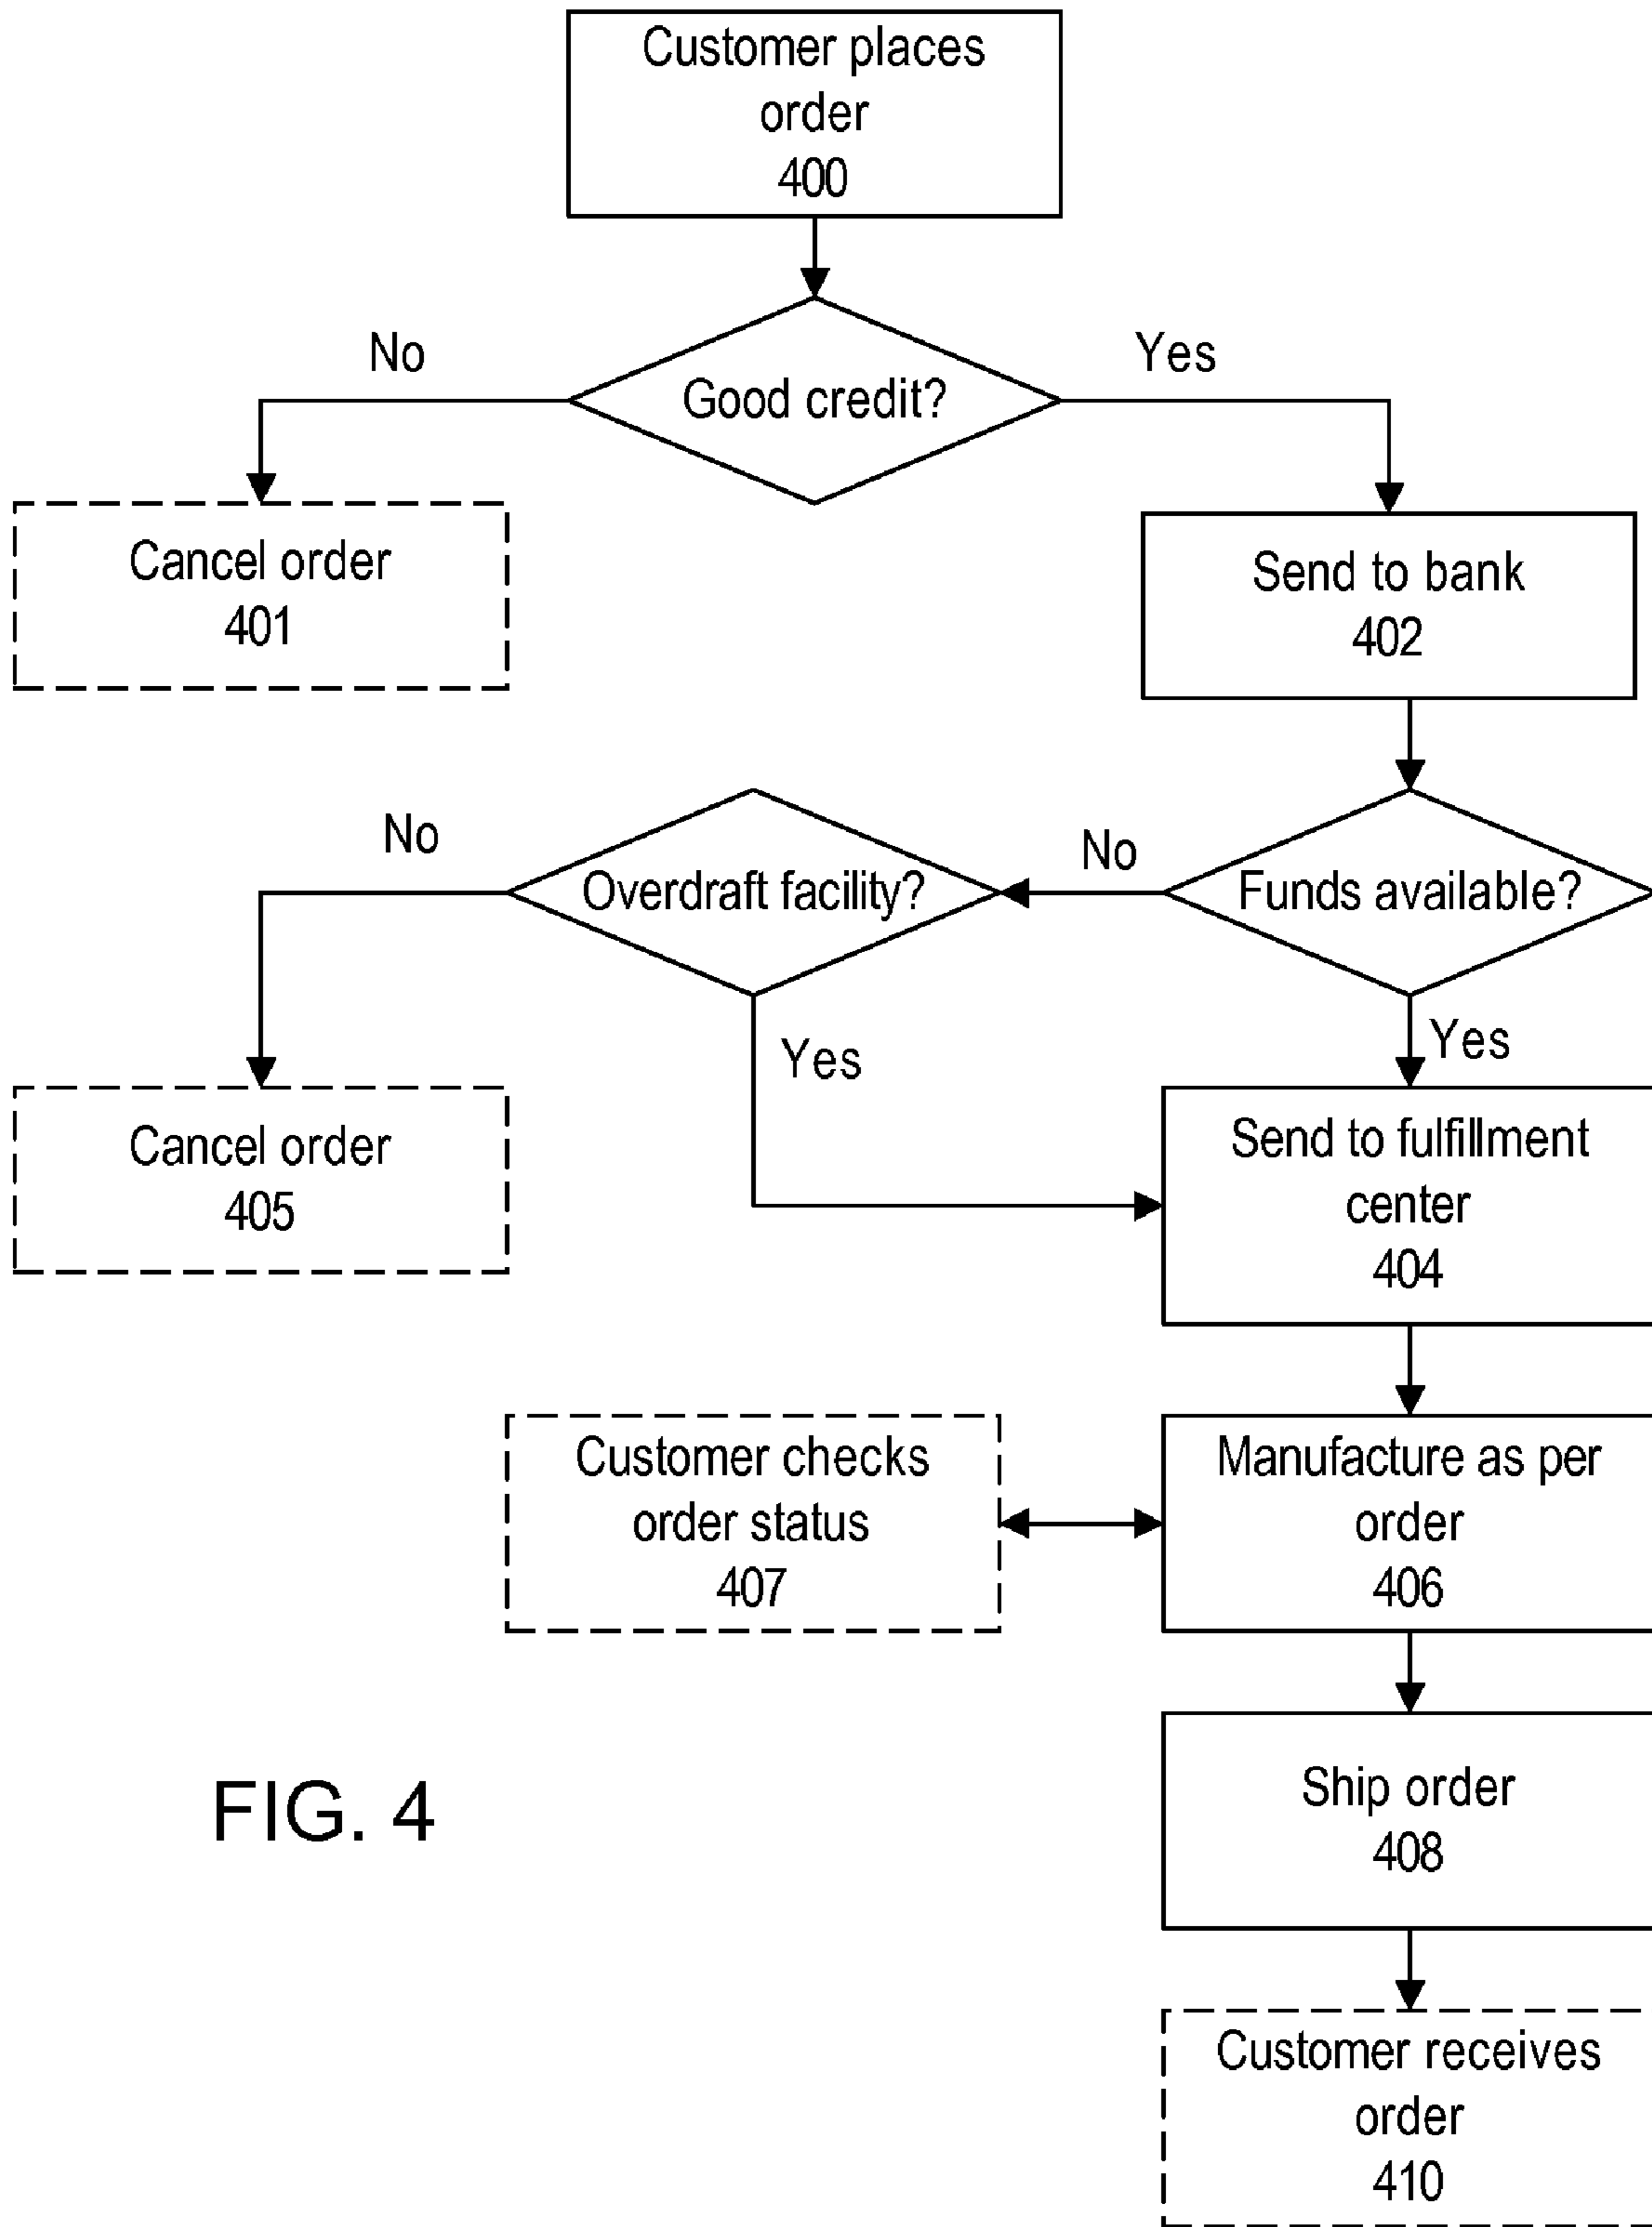 Customer places
order
400
No
Yes
Good credit?
Cancel order
401
Send to bank
402
No
Overdraft facility?
No
Funds available?
Yes
Yes
Cancel order
405
Send to fulfillment
center
404
Customer checks
order status
407
Manufacture as per
order
406
FIG. 4
Ship order
408
Customer receives
order
410